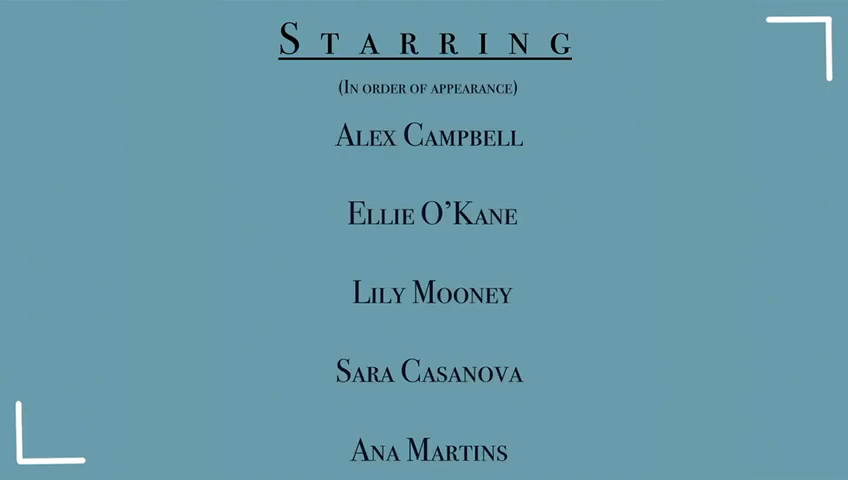 Starring
(In order of appearance)
Alex Campbell
Ellie O’Kane
Lily Mooney
Sara Casanova
Ana Martins